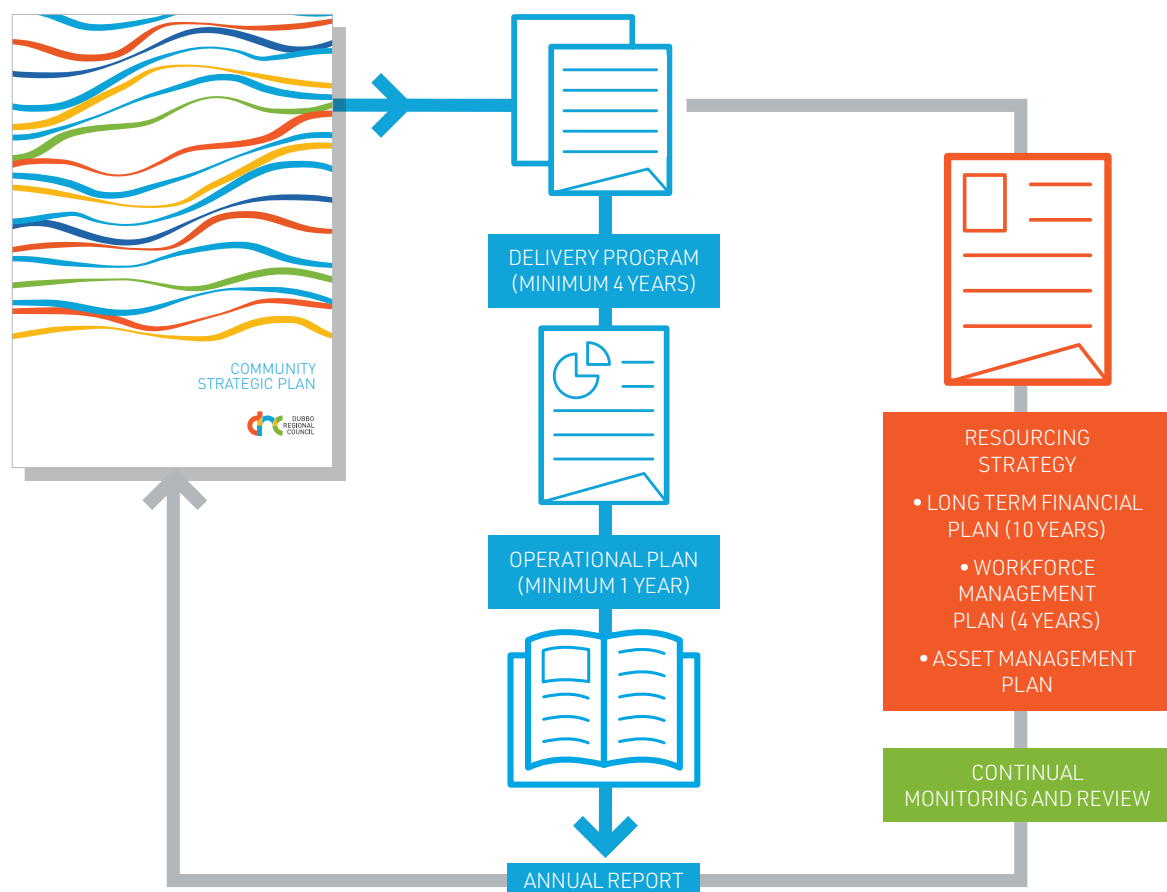 COMMUNITY
STRATEGIC PLAN
drc
DUBBO
REGIONAL
COUNCIL
DELIVERY PROGRAM
(MINIMUM 4 YEARS)
OPERATIONAL PLAN
(MINIMUM 1 YEAR)
ANNUAL REPORT
RESOURCING
STRATEGY
• LONG TERM FINANCIAL
PLAN (10 YEARS)
• WORKFORCE
MANAGEMENT
PLAN (4 YEARS)
• ASSET MANAGEMENT
PLAN
CONTINUAL
MONITORING AND REVIEW